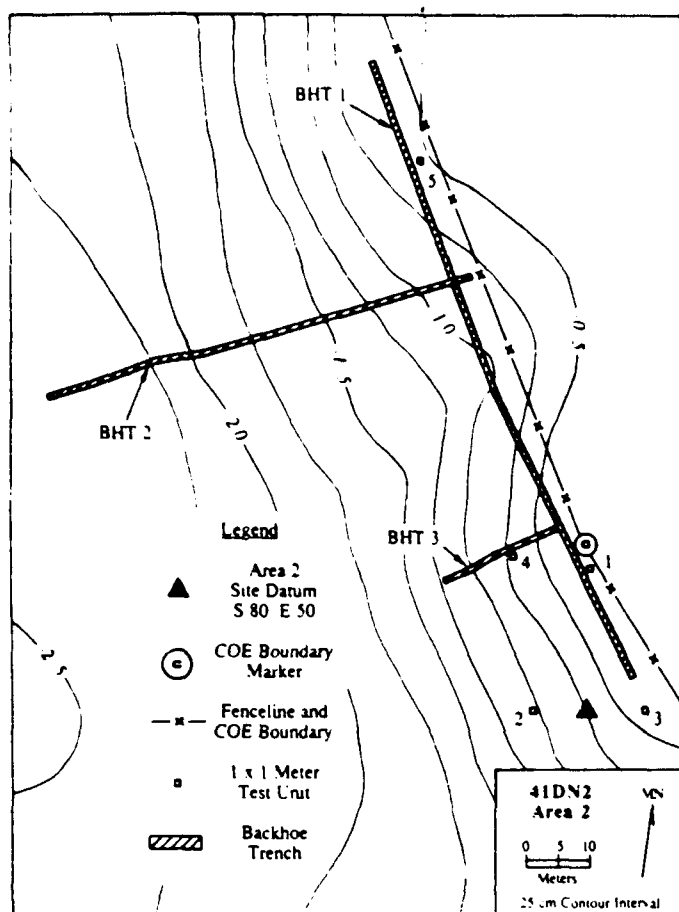 BHT 1
5
1.0
0.5
1.5
BHT 2
2.0
BHT 3
4
1
Legend
Area 2
Site Datum
S 80 E 50
COE Boundary
Marker
2.5
Fenceline and
COE Boundary
2
3
1 x 1 Meter
Test Unit
Backhoe
Trench
41DN2
Area 2
MN
0 5 10
Meters
25 cm Contour Interval